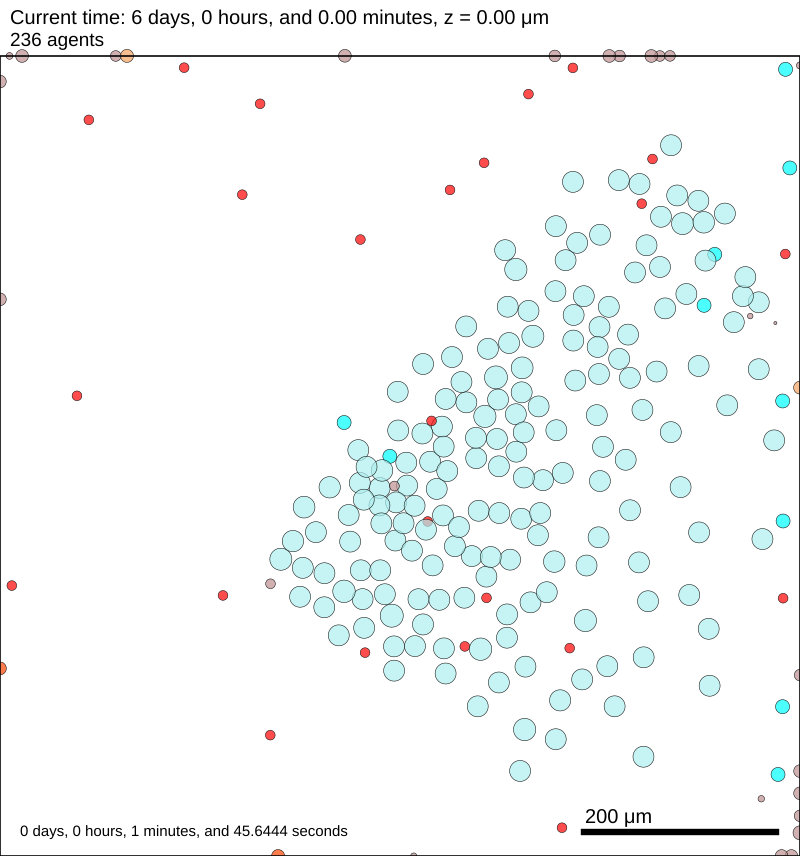 Current time: 6 days, 0 hours, and 0.00 minutes, z = 0.00 μm
236 agents
200 μm
0 days, 0 hours, 1 minutes, and 45.6444 seconds